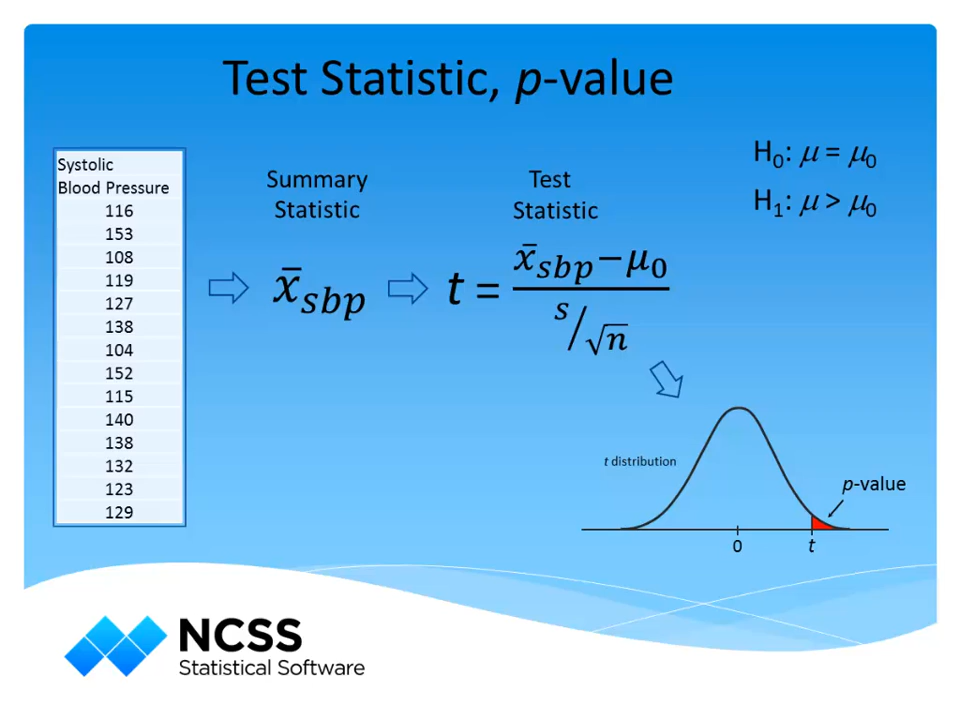 Test Statistic, p-value
Systolic
Blood Pressure
116
153
108
119
127
138
104
152
115
140
138
132
123
129
Summary
Statistic
x̄sbp
Test
Statistic
t = (x̄sbp − μ0) / (s/√n)
H0: μ = μ0
H1: μ > μ0
t distribution
p-value
0 t
NCSS
Statistical Software